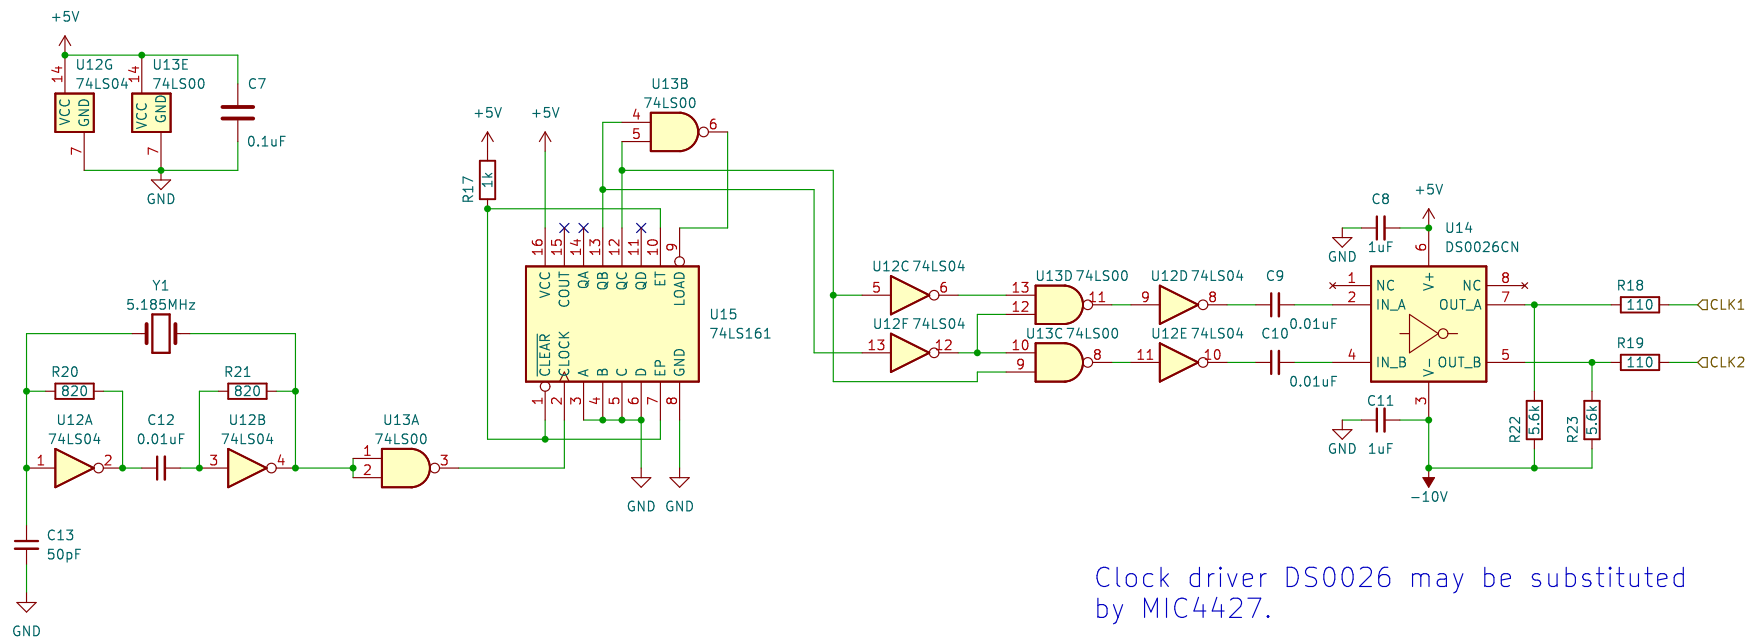 +5V
U12G
74LS04
U13E
74LS00
C7
0.1uF
14
VCC
GND
7
14
VCC
GND
7
GND
U13B
74LS00
4
5
6
+5V
+5V
R17
1k
16
15
14
13
12
11
10
9
VCC
COUT
QA
QB
QC
QD
ET
LOAD
U15
74LS161
CLEAR
CLOCK
A
B
C
D
EP
GND
1
2
3
4
5
6
7
8
GND
GND
Y1
5.185MHz
R20
820
R21
820
U12A
74LS04
1
2
C12
0.01uF
U12B
74LS04
3
4
U13A
74LS00
1
2
3
C13
50pF
GND
U12C 74LS04
5
6
U12F 74LS04
13
12
U13D 74LS00
13
12
11
U13C 74LS00
10
9
8
U12D 74LS04
9
8
U12E 74LS04
11
10
C9
0.01uF
C10
0.01uF
C8
1uF
GND
+5V
6
U14
DS0026CN
1
NC
2
IN_A
4
IN_B
V+
V-
NC
8
OUT_A
7
OUT_B
5
3
C11
1uF
GND
-10V
R22
5.6k
R23
5.6k
R18
110
CLK1
R19
110
CLK2
Clock driver DS0026 may be substituted
by MIC4427.